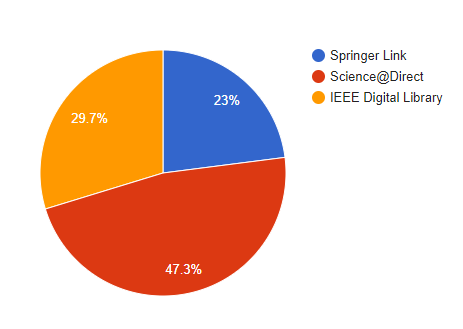 Springer Link
Science@Direct
IEEE Digital Library
23%
29.7%
47.3%